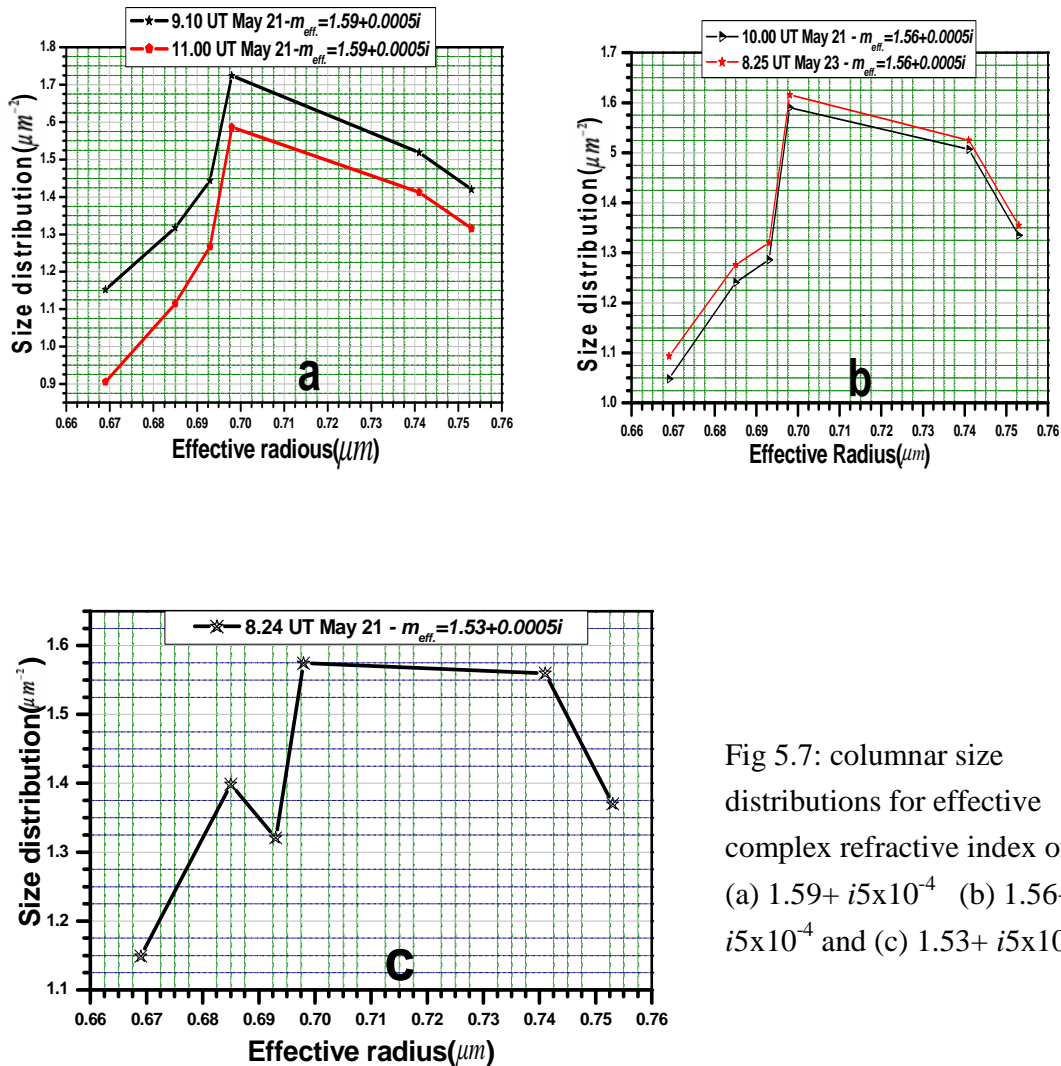 9.10 UT May 21-m_eff.=1.59+0.0005i
11.00 UT May 21-m_eff.=1.59+0.0005i
Size distribution(μm⁻²)
1.8
1.7
1.6
1.5
1.4
1.3
1.2
1.1
1.0
0.9
a
0.66 0.67 0.68 0.69 0.70 0.71 0.72 0.73 0.74 0.75 0.76
Effective radious(μm)
10.00 UT May 21 - m_eff.=1.56+0.0005i
8.25 UT May 23 - m_eff.=1.56+0.0005i
Size distribution(μm⁻²)
1.7
1.6
1.5
1.4
1.3
1.2
1.1
1.0
b
0.66 0.67 0.68 0.69 0.70 0.71 0.72 0.73 0.74 0.75 0.76
Effective Radius(μm)
8.24 UT May 21 - m_eff.=1.53+0.0005i
Size distribution(μm⁻²)
1.6
1.5
1.4
1.3
1.2
1.1
c
0.66 0.67 0.68 0.69 0.70 0.71 0.72 0.73 0.74 0.75 0.76
Effective radius(μm)
Fig 5.7: columnar size
distributions for effective
complex refractive index o
(a) 1.59+ i5x10⁻⁴ (b) 1.56
i5x10⁻⁴ and (c) 1.53+ i5x10